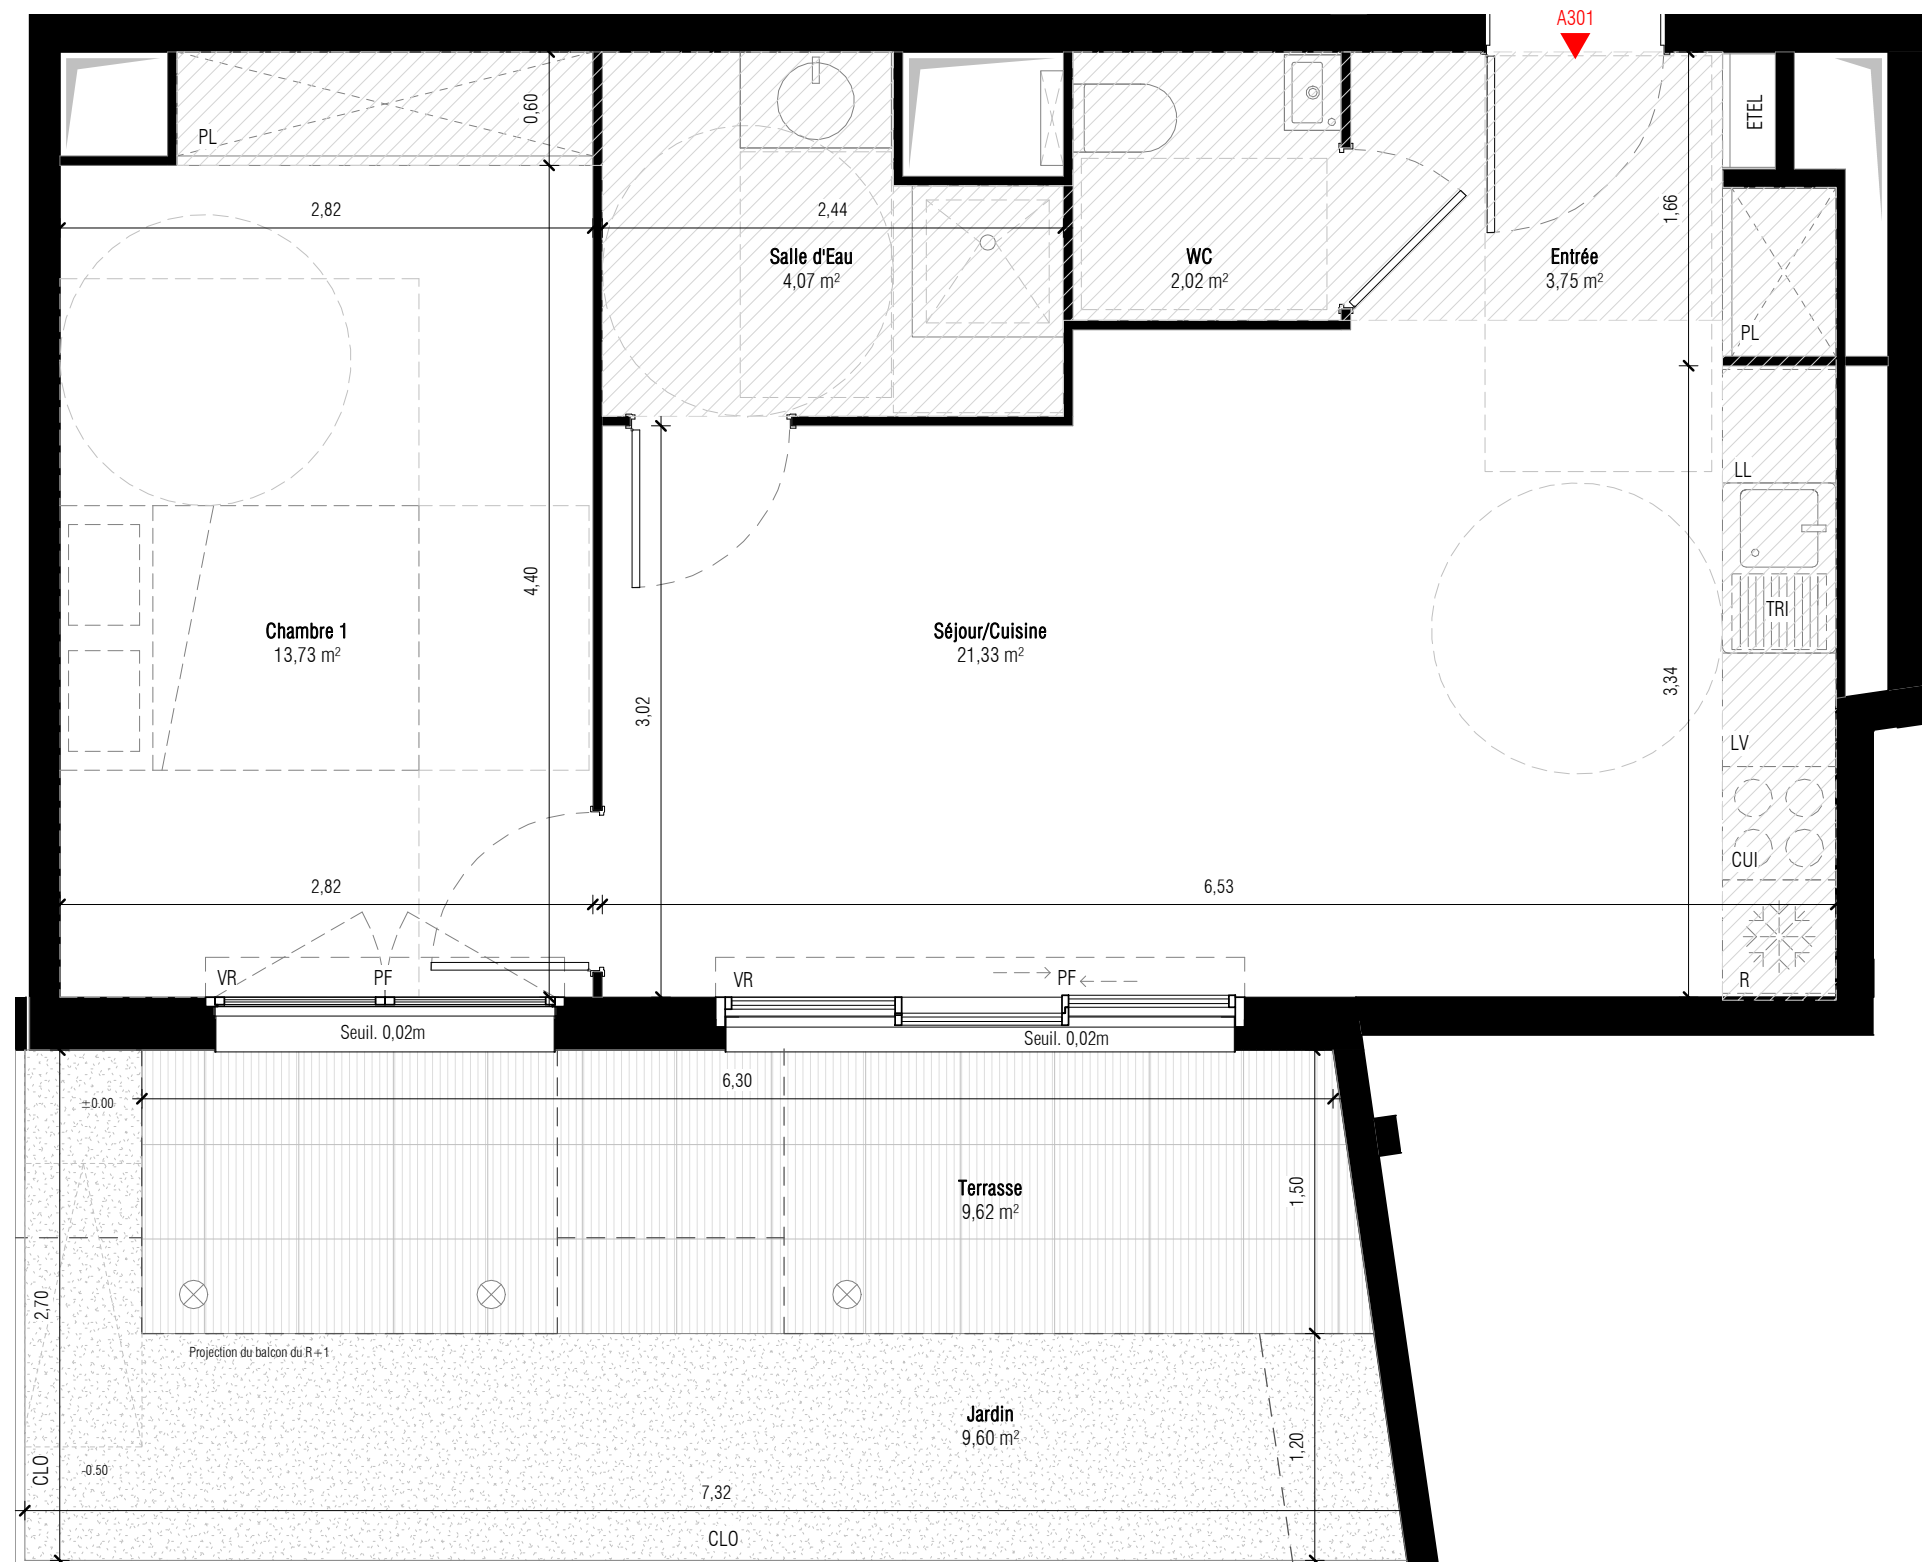 A301
0,60
ETEL
PL
2,82
2,44
1,66
Salle d'Eau
4,07 m²
WC
2,02 m²
Entrée
3,75 m²
PL
LL
4,40
TRI
Chambre 1
13,73 m²
Séjour/Cuisine
21,33 m²
3,02
3,34
LV
CUI
2,82
6,53
VR
PF
VR
PF
R
Seuil. 0,02m
Seuil. 0,02m
6,30
±0.00
Terrasse
9,62 m²
1,50
2,70
Projection du balcon du R+1
Jardin
9,60 m²
1,20
CLO
-0.50
7,32
CLO